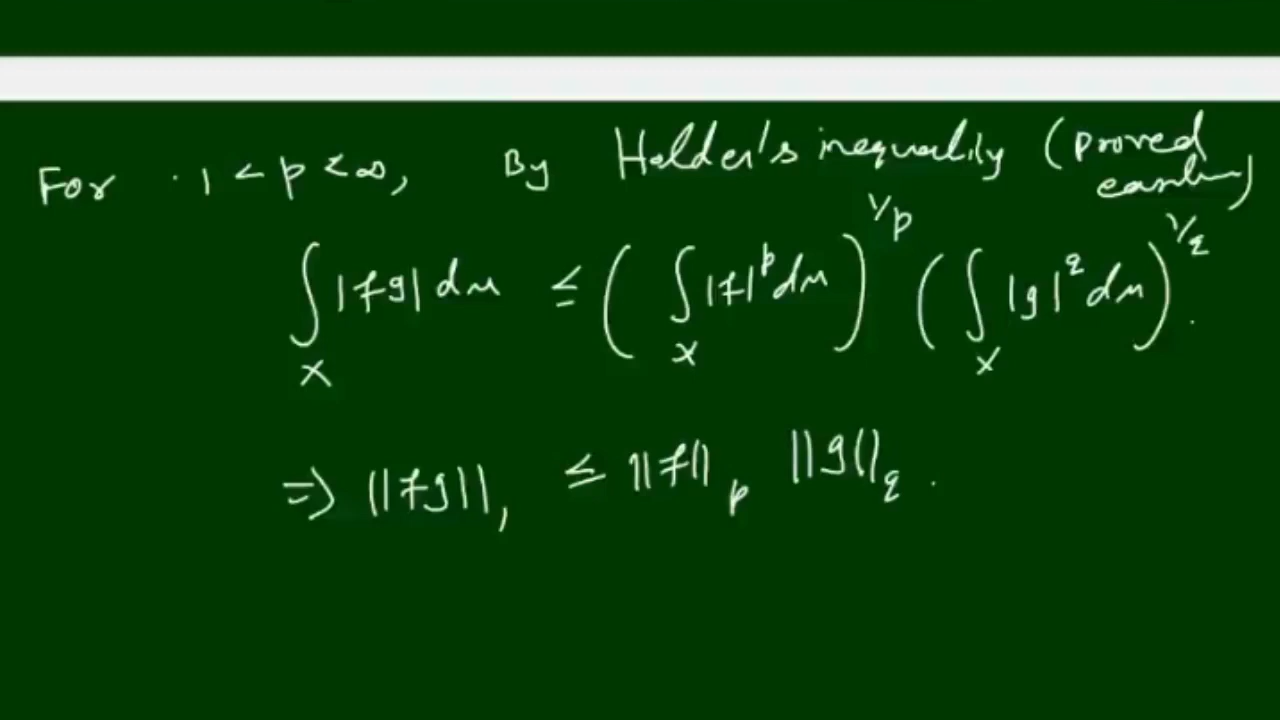 For 1 < p < ∞, By Holder's inequality (proved earlier)
∫_X |fg| dμ ≤ (∫_X |f|^p dμ)^{1/p} (∫_X |g|^q dμ)^{1/q}.
⇒ ||fg||_1 ≤ ||f||_p ||g||_q.